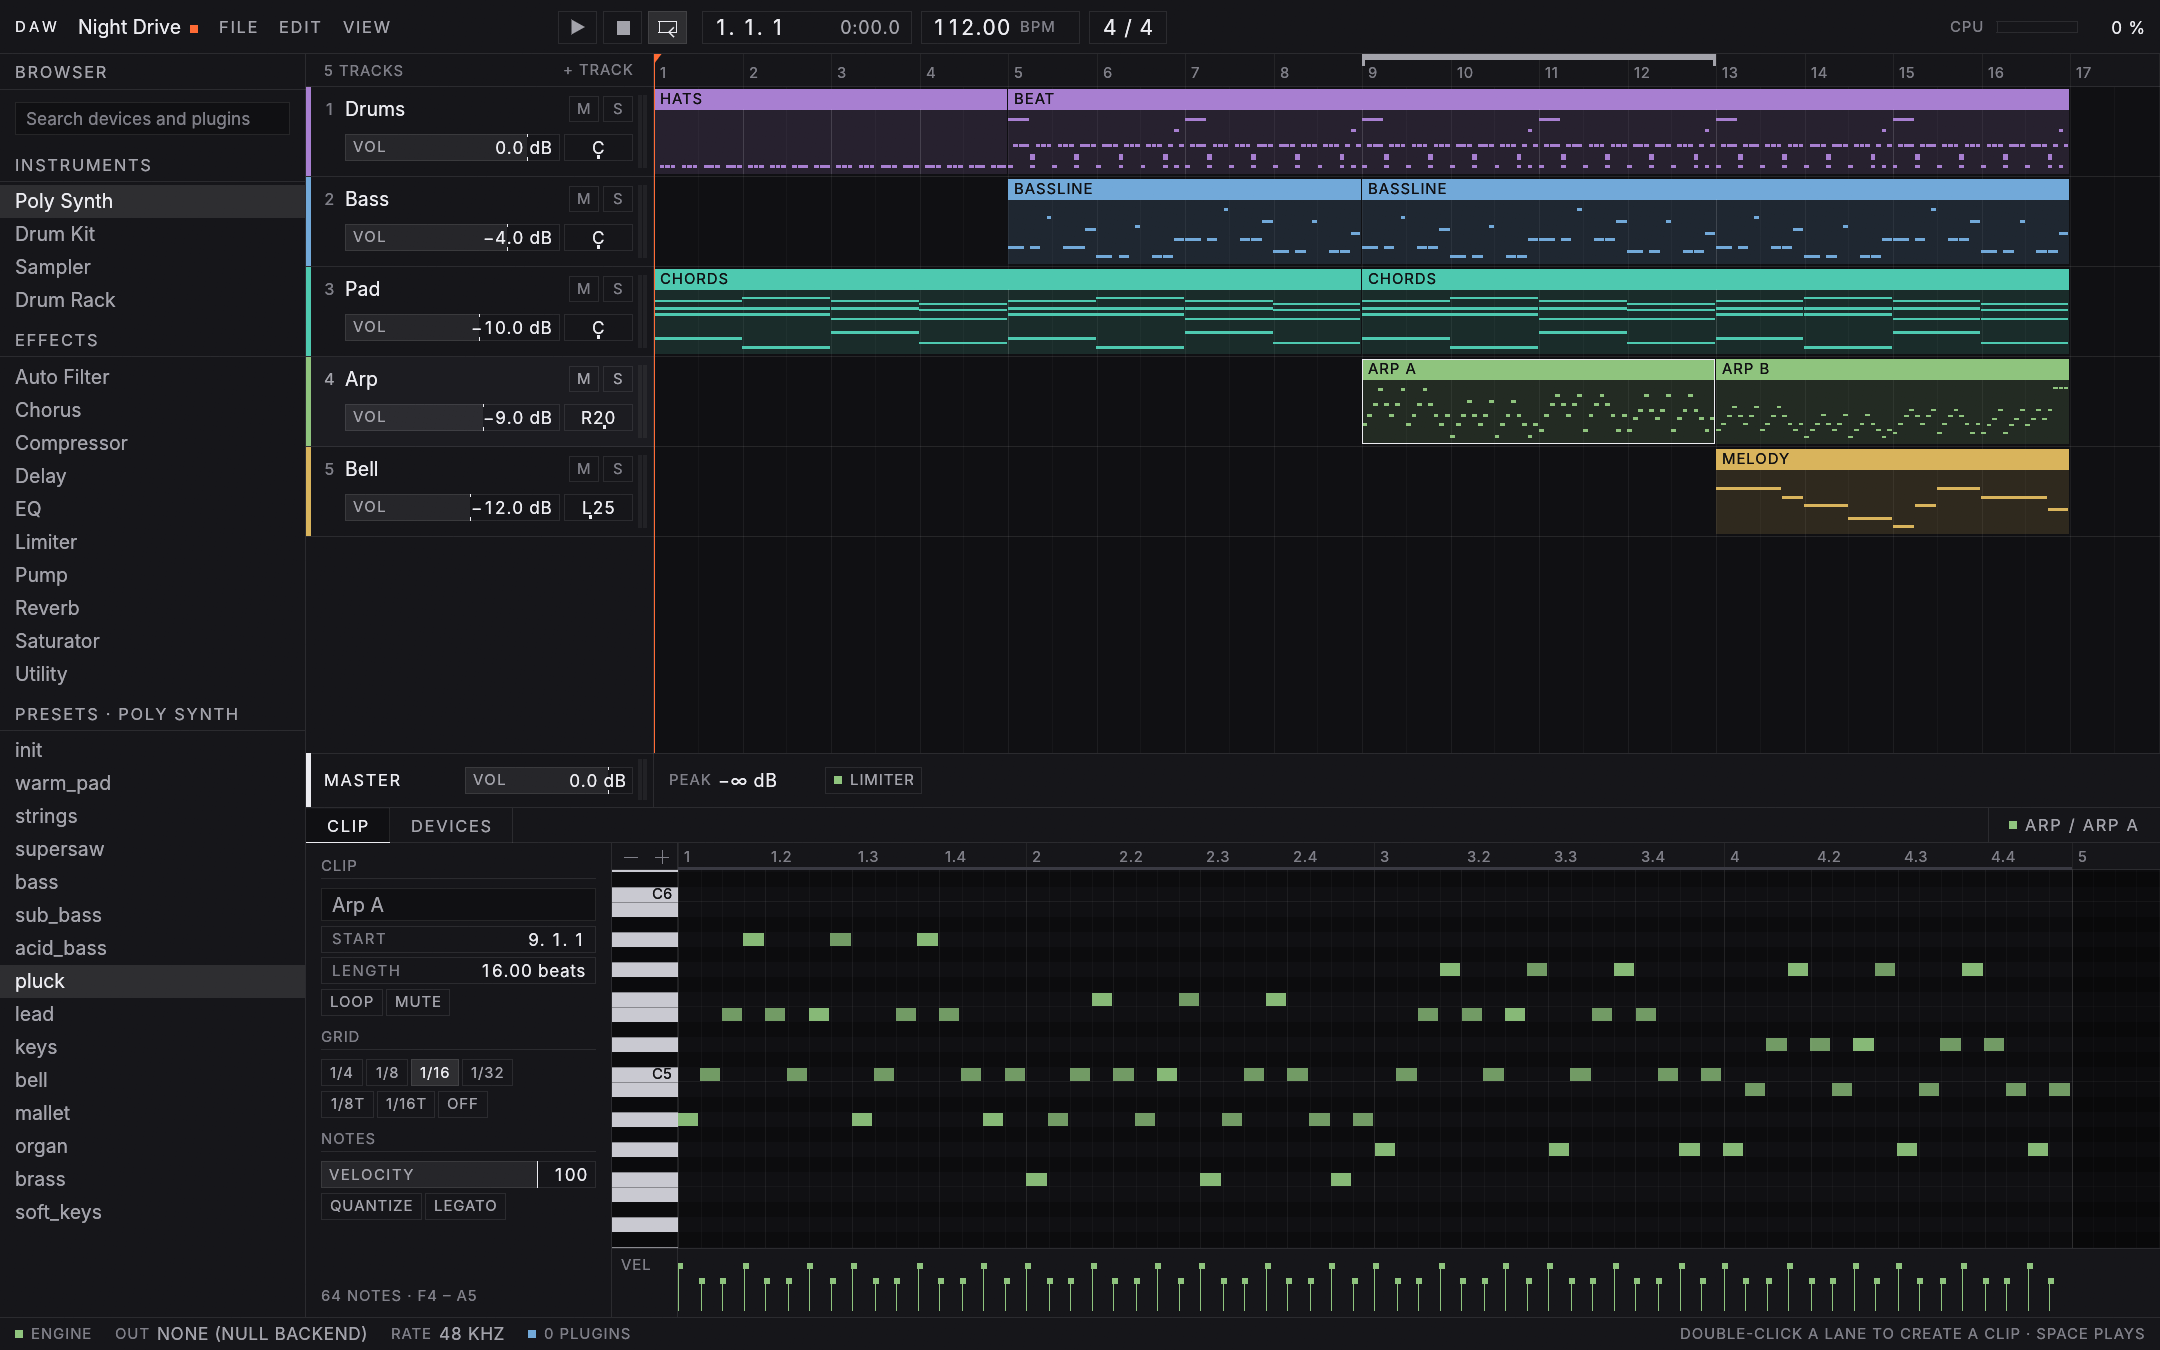 DAW Night Drive FILE EDIT VIEW 1. 1. 1 0:00.0 112.00 BPM 4 / 4 CPU 0 %
BROWSER
Search devices and plugins
INSTRUMENTS
Poly Synth
Drum Kit
Sampler
Drum Rack
EFFECTS
Auto Filter
Chorus
Compressor
Delay
EQ
Limiter
Pump
Reverb
Saturator
Utility
PRESETS · POLY SYNTH
init
warm_pad
strings
supersaw
bass
sub_bass
acid_bass
pluck
lead
keys
bell
mallet
organ
brass
soft_keys
5 TRACKS + TRACK
1 2 3 4 5 6 7 8 9 10 11 12 13 14 15 16 17
1 Drums M S
VOL 0.0 dB C
HATS BEAT
2 Bass M S
VOL −4.0 dB C
BASSLINE BASSLINE
3 Pad M S
VOL −10.0 dB C
CHORDS CHORDS
4 Arp M S
VOL −9.0 dB R20
ARP A ARP B
5 Bell M S
VOL −12.0 dB L25
MELODY
MASTER VOL 0.0 dB PEAK −∞ dB LIMITER
CLIP DEVICES ARP / ARP A
CLIP
Arp A
START 9. 1. 1
LENGTH 16.00 beats
LOOP MUTE
GRID
1/4 1/8 1/16 1/32
1/8T 1/16T OFF
NOTES
VELOCITY 100
QUANTIZE LEGATO
64 NOTES · F4 – A5
1 1.2 1.3 1.4 2 2.2 2.3 2.4 3 3.2 3.3 3.4 4 4.2 4.3 4.4 5
C6
C5
VEL
ENGINE OUT NONE (NULL BACKEND) RATE 48 KHZ 0 PLUGINS DOUBLE-CLICK A LANE TO CREATE A CLIP · SPACE PLAYS